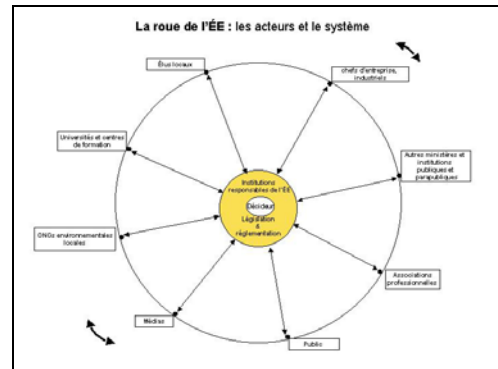 La roue de l'ÉE : les acteurs et le système
Élus locaux
chefs d'entreprise,
industriels
Universités et centres
de formation
Autres ministères et
institutions
publiques et
parapubliques
Institutions
responsables de l'ÉE
Décideur
Législation
&
réglementation
ONGs environnementales
locales
Associations
professionnelles
Médias
Public